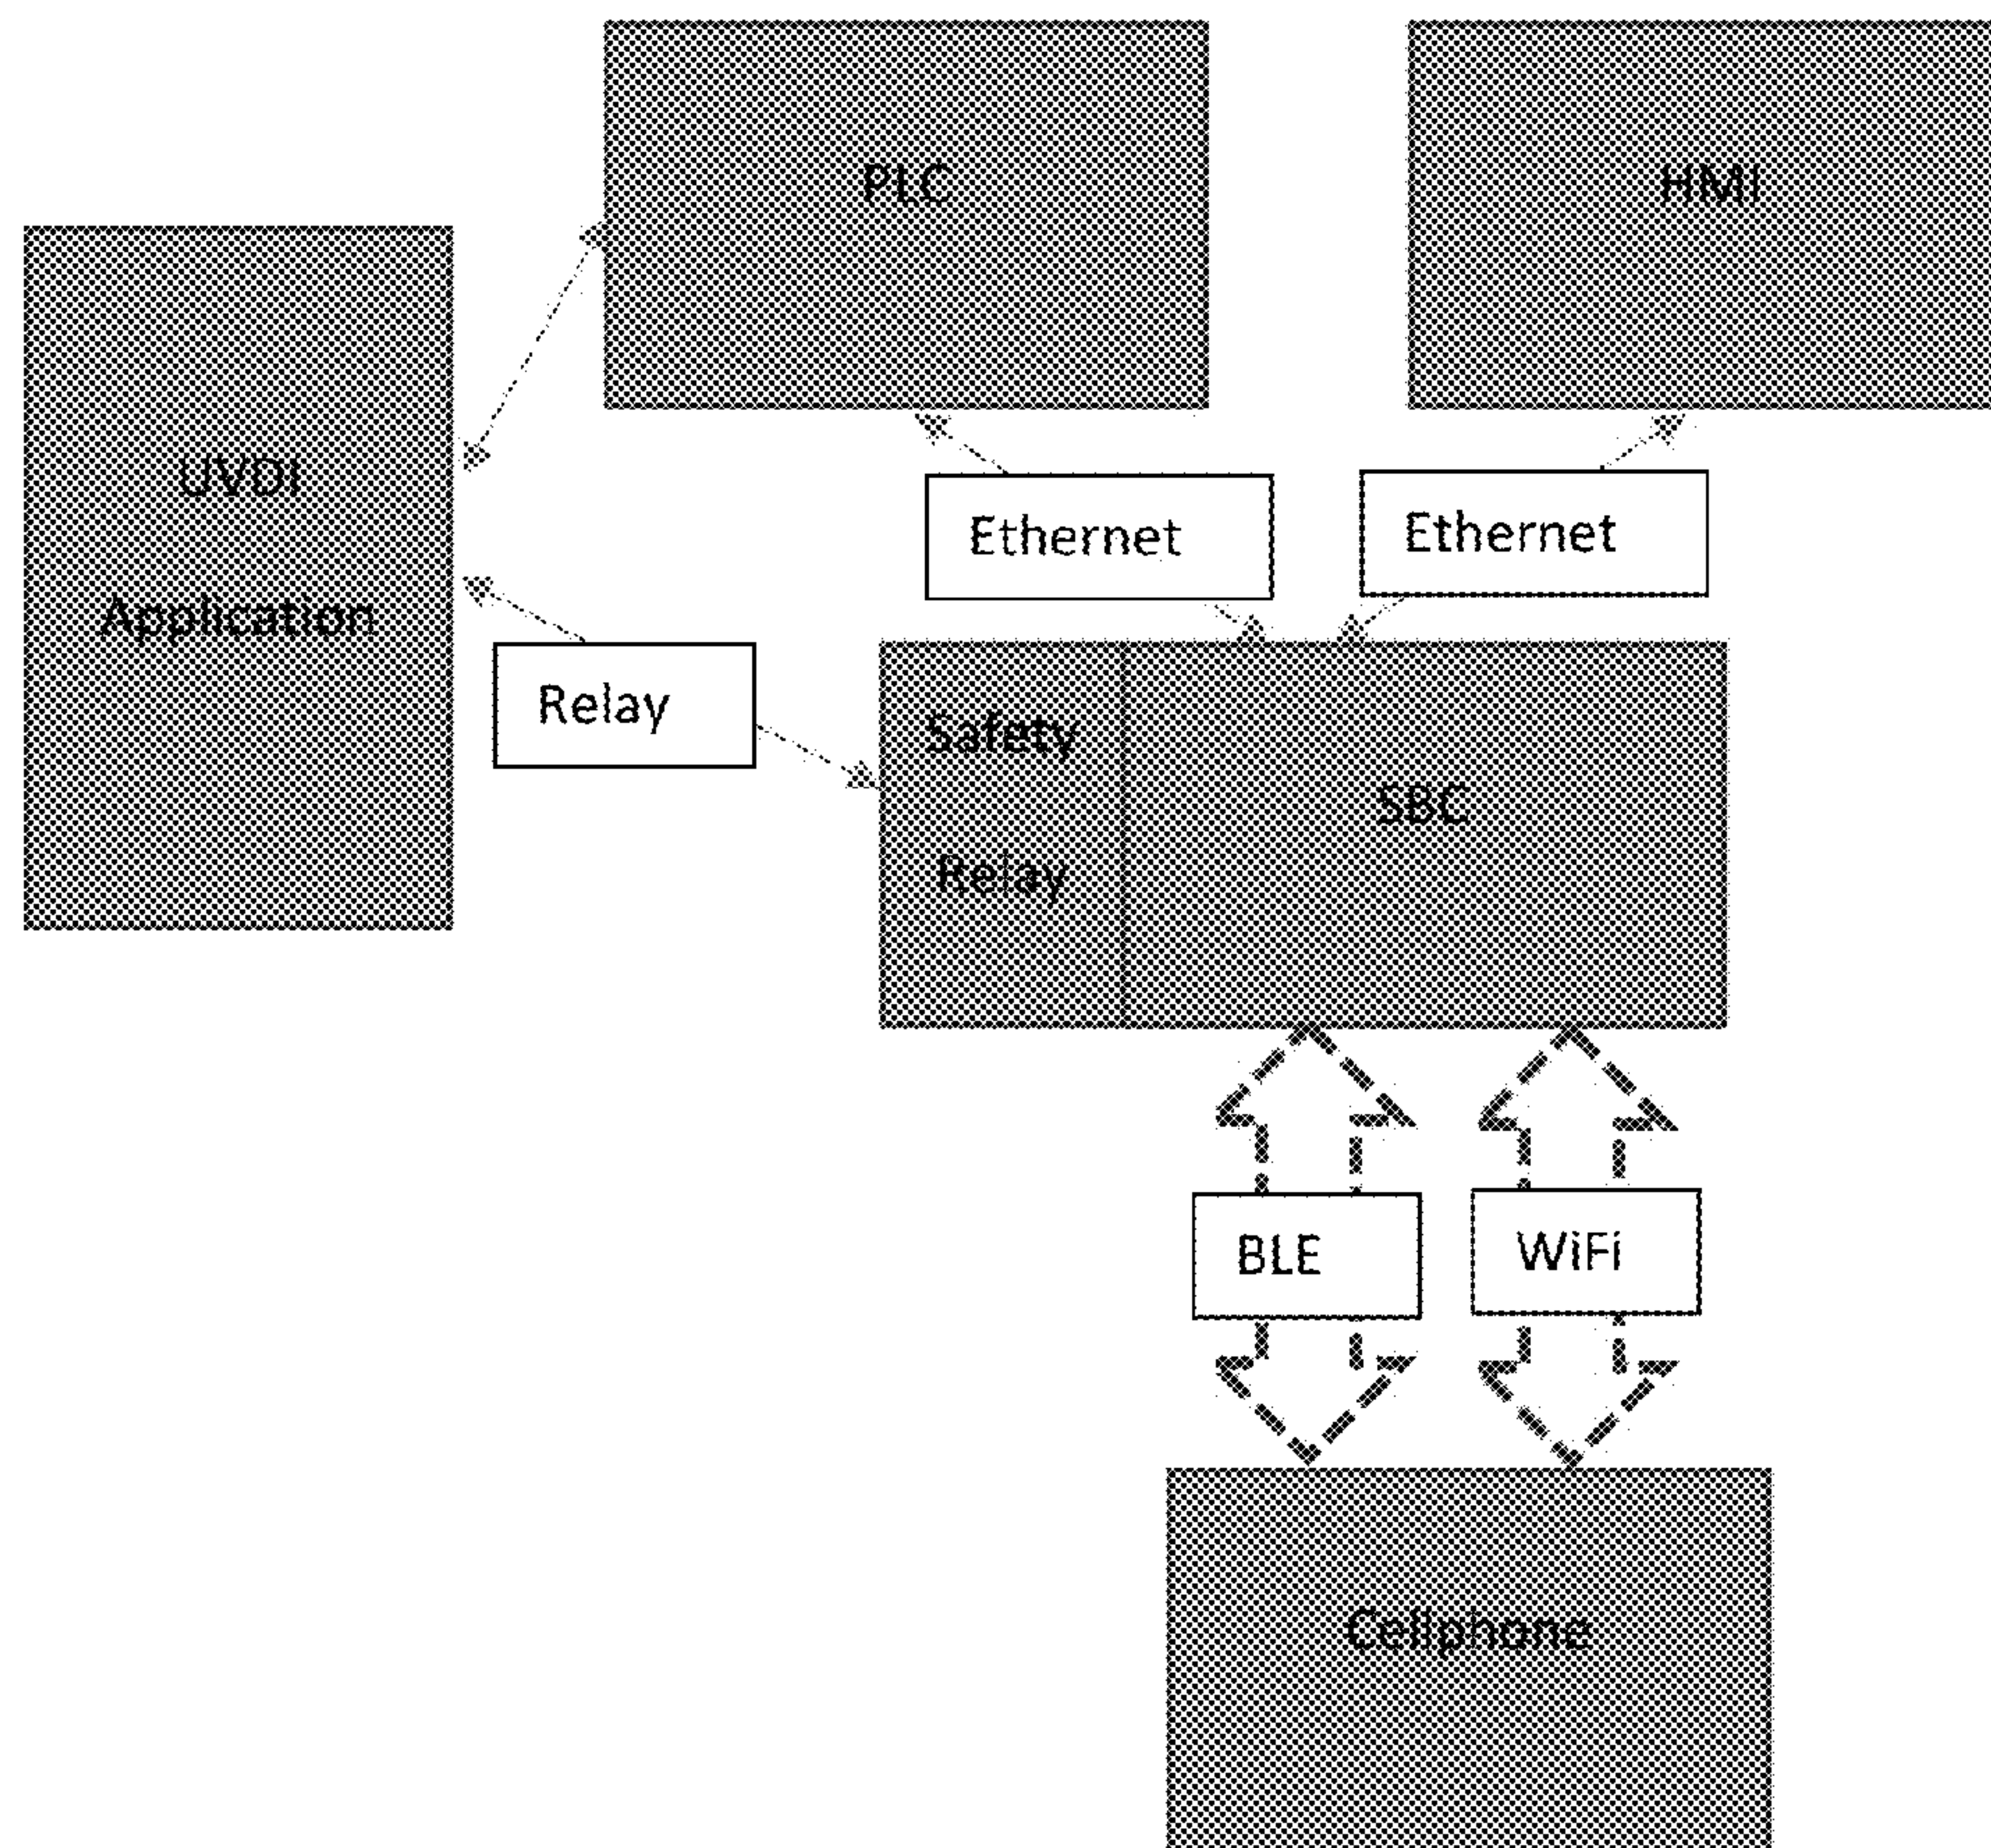 PLC
HMI
UVDI
Application
Ethernet
Ethernet
Relay
Safety
Relay
SBC
BLE
WiFi
Cellphone